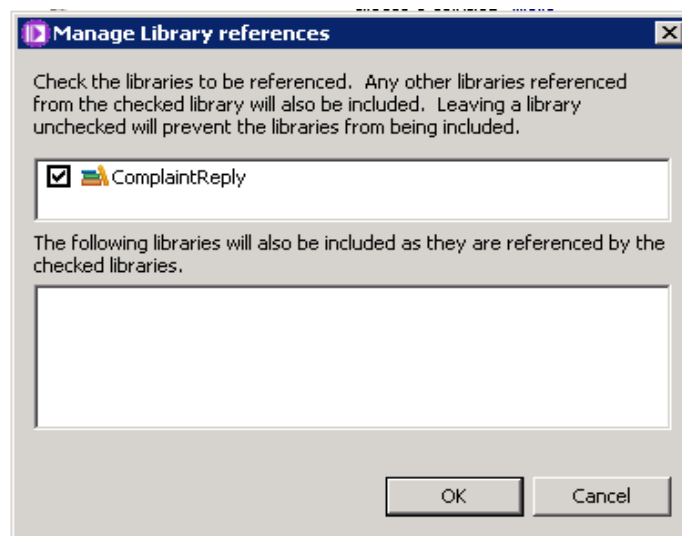 Manage Library references
Check the libraries to be referenced. Any other libraries referenced
from the checked library will also be included. Leaving a library
unchecked will prevent the libraries from being included.
ComplaintReply
The following libraries will also be included as they are referenced by the
checked libraries.
OK
Cancel